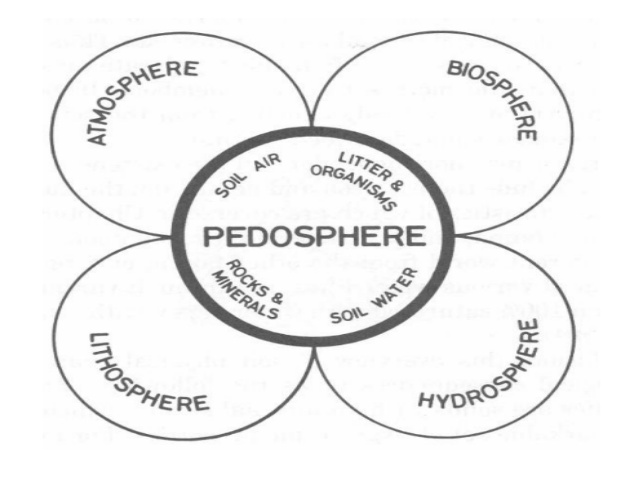 ATMOSPHERE
BIOSPHERE
SOIL AIR
LITTER &
ORGANISMS
PEDOSPHERE
ROCKS &
MINERALS
SOIL WATER
LITHOSPHERE
HYDROSPHERE